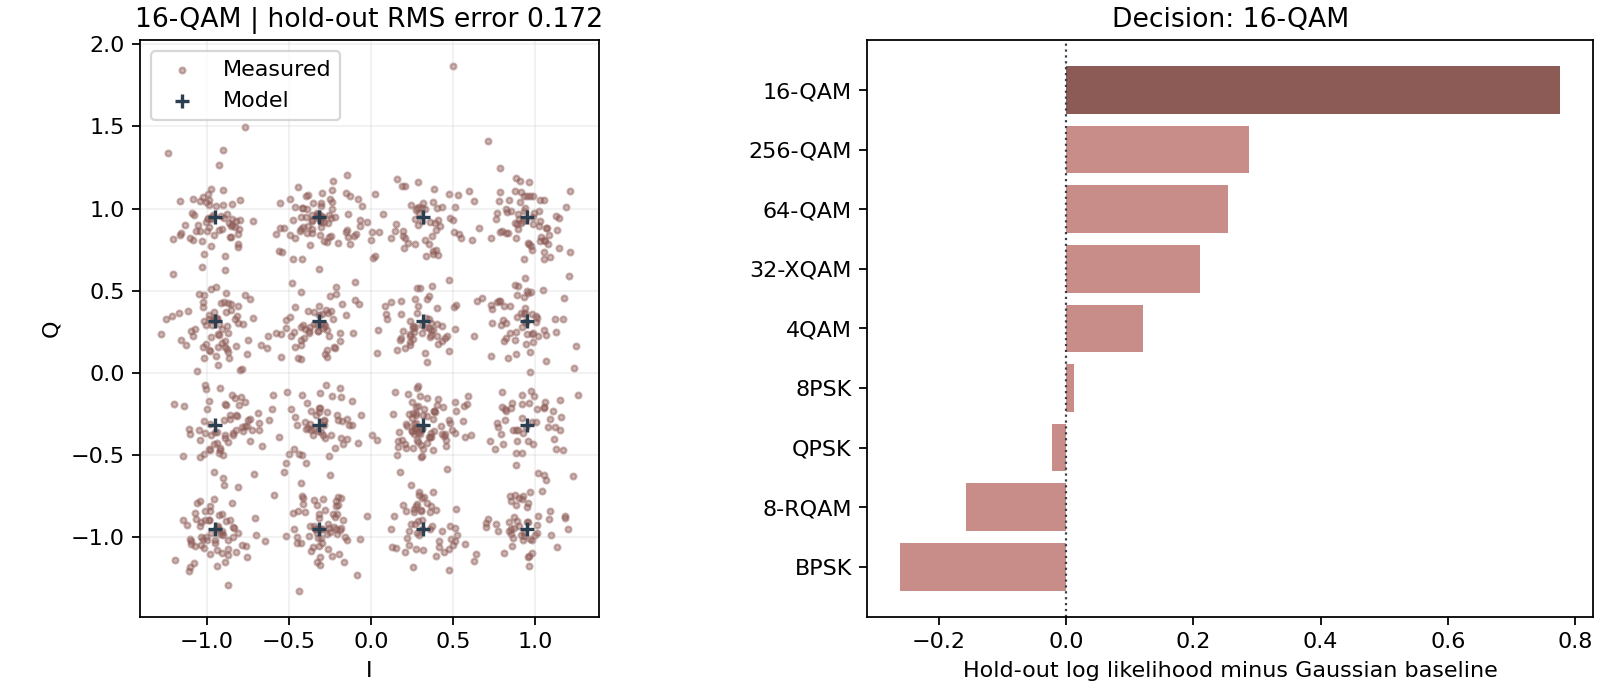 16-QAM | hold-out RMS error 0.172
Measured
Model
2.0
1.5
1.0
0.5
0.0
−0.5
−1.0
Q
−1.0
−0.5
0.0
0.5
1.0
I
Decision: 16-QAM
16-QAM
256-QAM
64-QAM
32-XQAM
4QAM
8PSK
QPSK
8-RQAM
BPSK
−0.2
0.0
0.2
0.4
0.6
0.8
Hold-out log likelihood minus Gaussian baseline